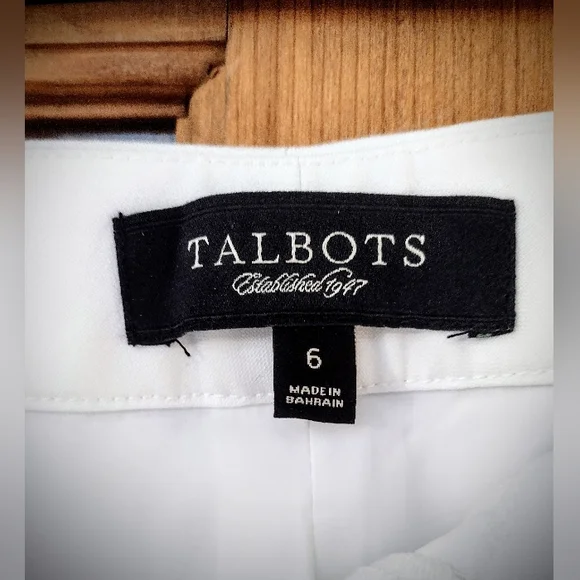 TALBOTS
Established 1947
6
MADE IN
BAHRAIN